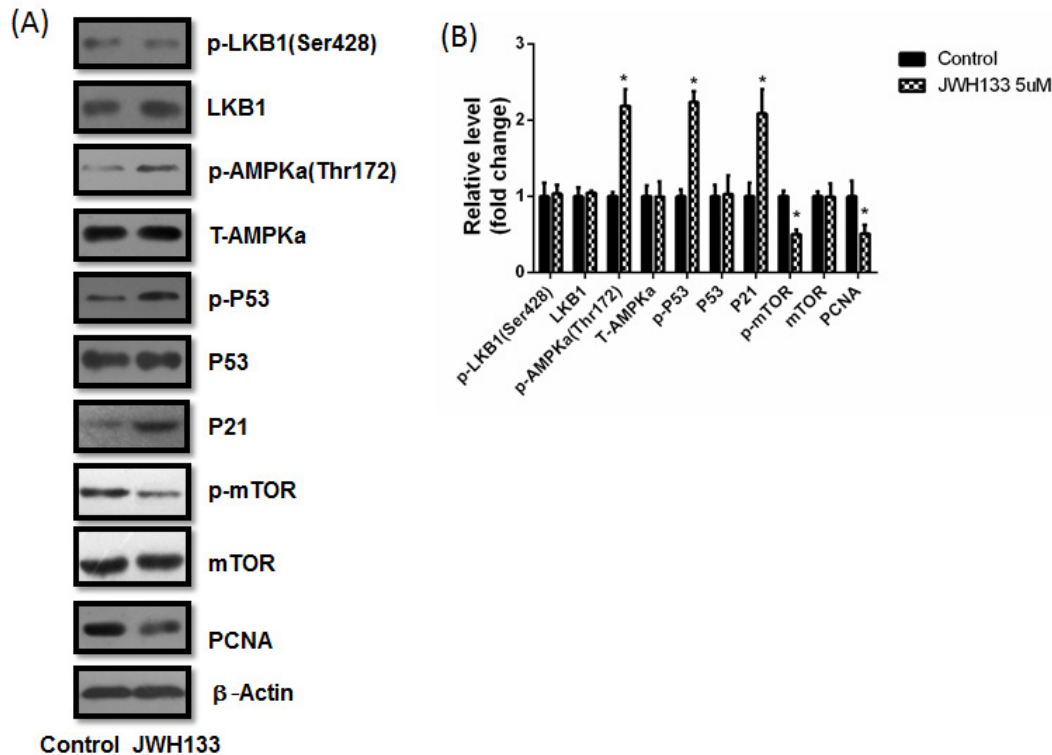 (A)
p-LKB1(Ser428)
LKB1
p-AMPKa(Thr172)
T-AMPKa
p-P53
P53
P21
p-mTOR
mTOR
PCNA
β-Actin
Control JWH133
(B)
Relative level
(fold change)
3
2
1
0
* * * * *
Control
JWH133 5uM
p-LKB1(Ser428)
LKB1
p-AMPKa(Thr172)
T-AMPKa
p-P53
P53
P21
p-mTOR
mTOR
PCNA